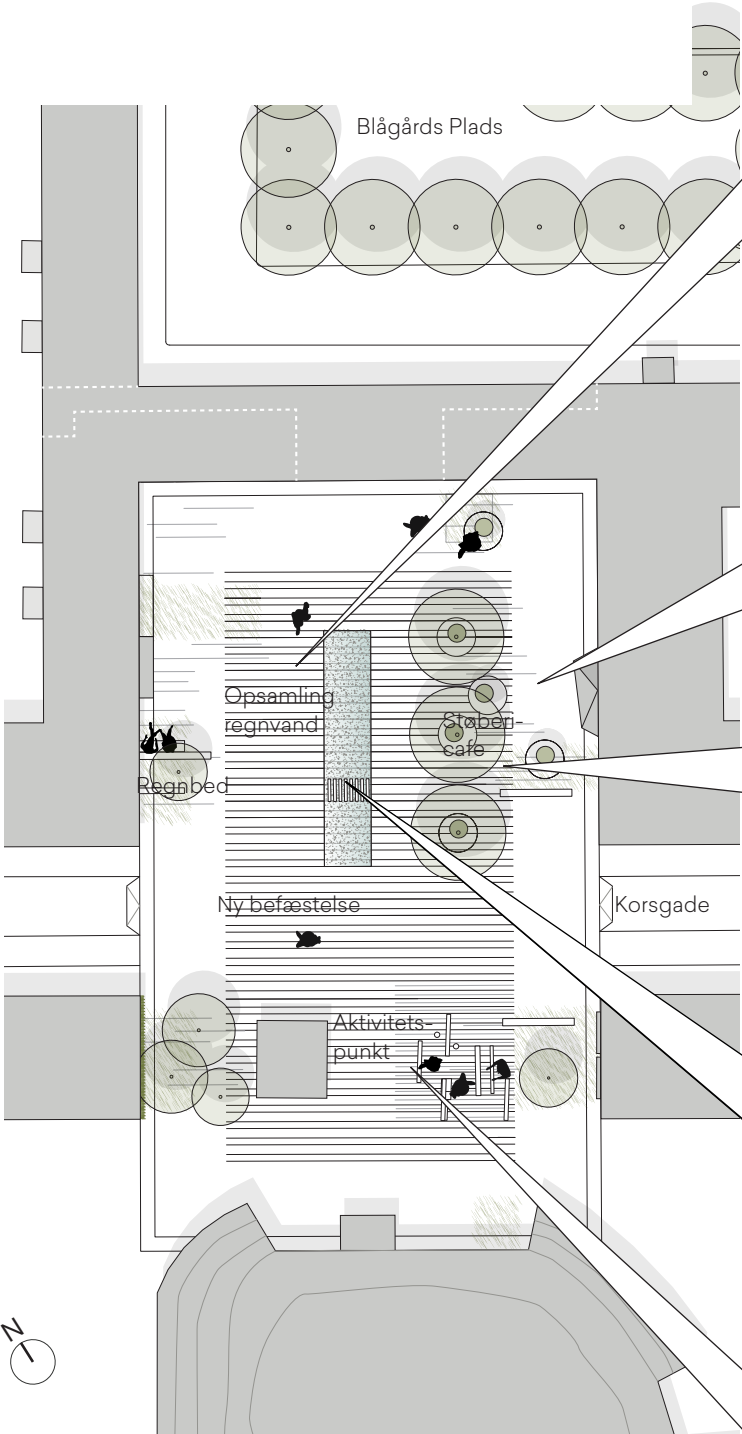 Blågårds Plads
Opsamling
regnvand
Støberi-
cafe
Regnbed
Ny befæstelse
Korsgade
Aktivitets-
punkt
N